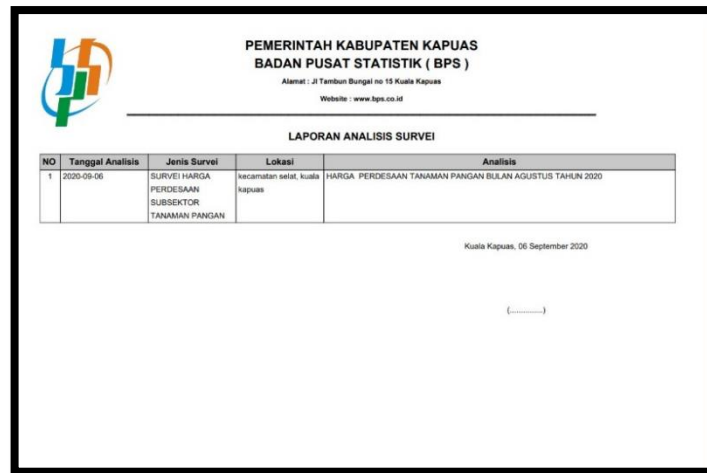 PEMERINTAH KABUPATEN KAPUAS
BADAN PUSAT STATISTIK ( BPS )
Alamat : Jl Tambun Bungai no 15 Kuala Kapuas
Website : www.bps.co.id
LAPORAN ANALISIS SURVEI
NO Tanggal Analisis Jenis Survei Lokasi Analisis
1 2020-09-06 SURVEI HARGA kecamatan selat, kuala HARGA PERDESAAN TANAMAN PANGAN BULAN AGUSTUS TAHUN 2020
PERDESAAN kapuas
SUBSEKTOR
TANAMAN PANGAN
Kuala Kapuas, 06 September 2020
(..............)